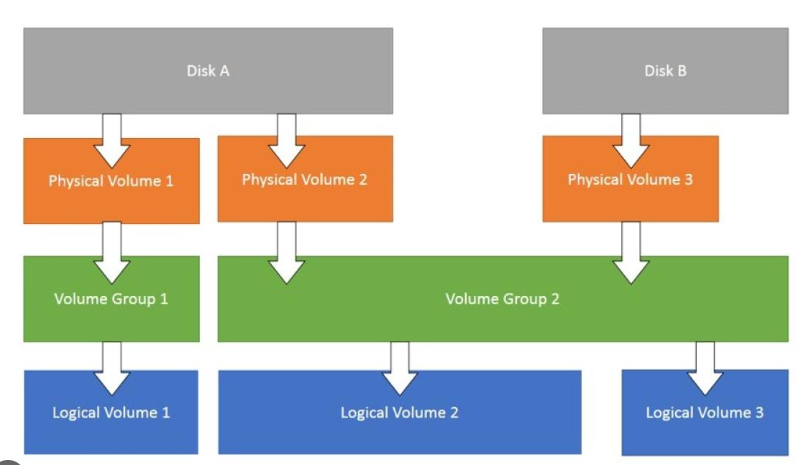 Disk A
Disk B
Physical Volume 1
Physical Volume 2
Physical Volume 3
Volume Group 1
Volume Group 2
Logical Volume 1
Logical Volume 2
Logical Volume 3